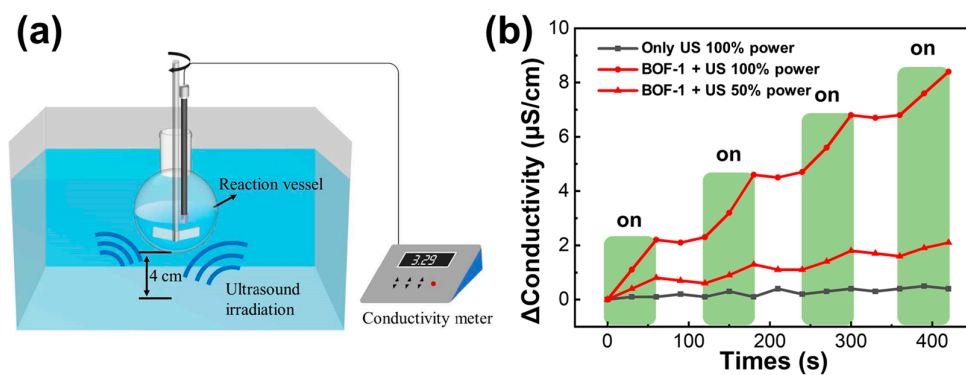 (a)
Reaction vessel
4 cm
Ultrasound
irradiation
3.29
Conductivity meter
(b)
ΔConductivity (μS/cm)
10
8
6
4
2
0
Only US 100% power
BOF-1 + US 100% power
BOF-1 + US 50% power
on
on
on
on
0
100
200
300
400
Times (s)